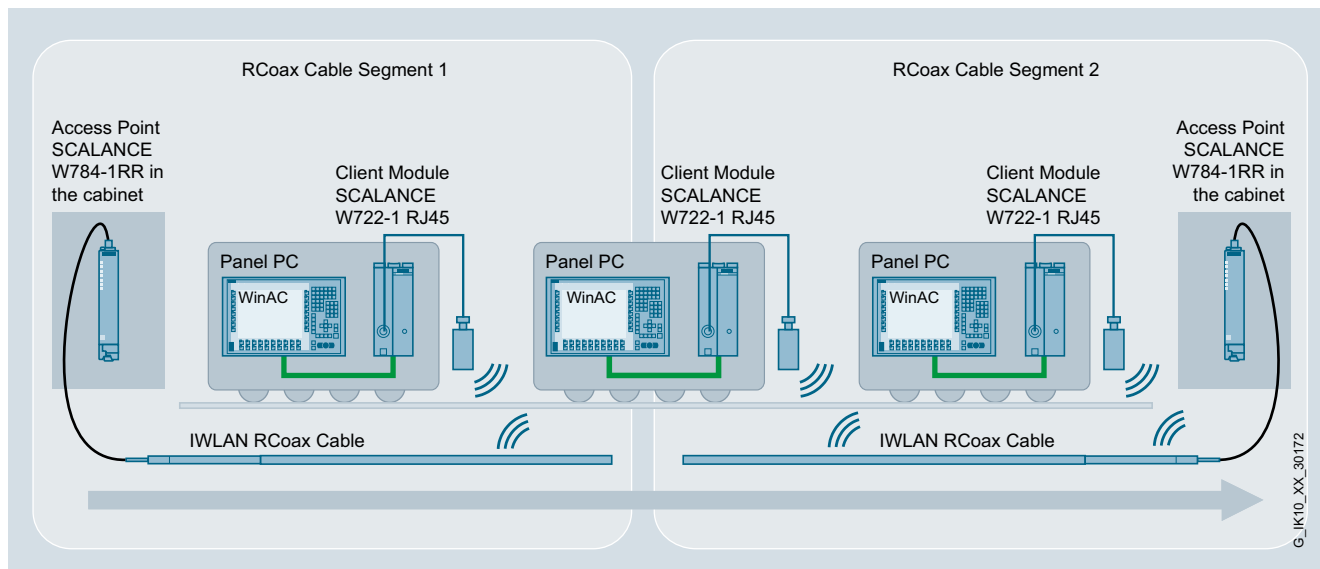 RCoax Cable Segment 1
RCoax Cable Segment 2
Access Point
SCALANCE
W784-1RR in
the cabinet
Client Module
SCALANCE
W722-1 RJ45
Client Module
SCALANCE
W722-1 RJ45
Client Module
SCALANCE
W722-1 RJ45
Access Point
SCALANCE
W784-1RR in
the cabinet
Panel PC
WinAC
Panel PC
WinAC
Panel PC
WinAC
IWLAN RCoax Cable
IWLAN RCoax Cable
G_IK10_XX_30172